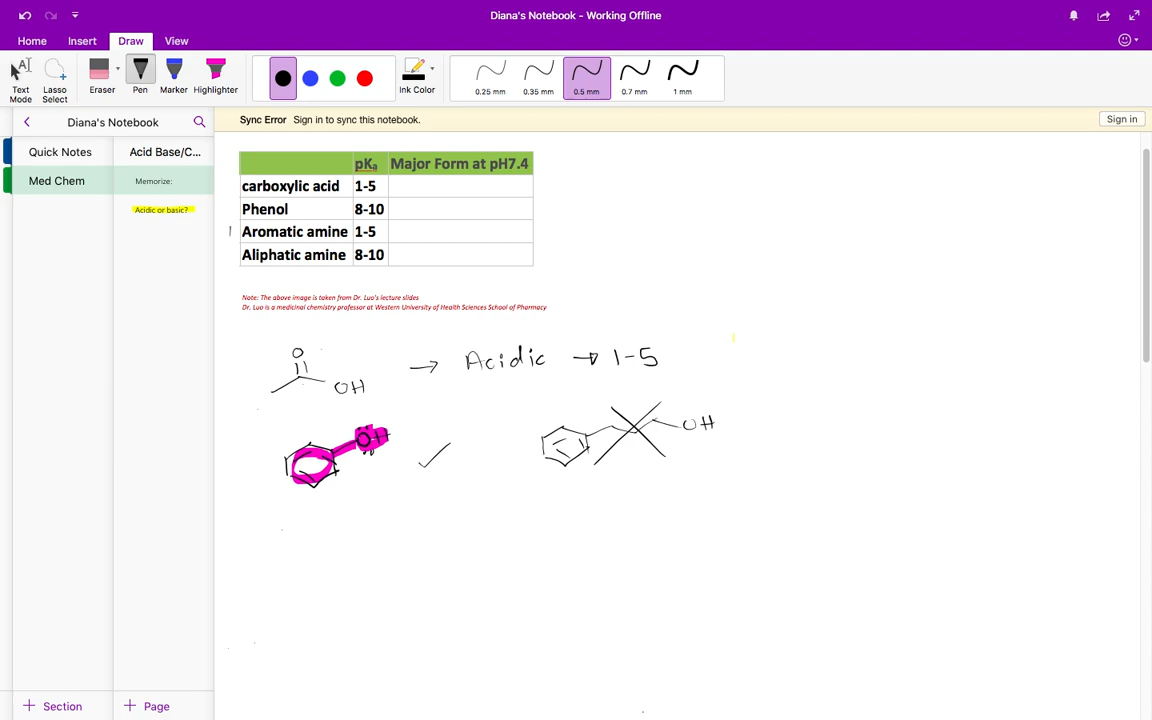 Diana's Notebook - Working Offline
Home Insert Draw View
Text Mode
Lasso Select
Eraser
Pen
Marker
Highlighter
Ink Color
0.25 mm
0.35 mm
0.5 mm
0.7 mm
1 mm
Diana's Notebook
Sync Error Sign in to sync this notebook.
Sign in
Quick Notes
Med Chem
Acid Base/C...
Memorize:
Acidic or basic?
pKa Major Form at pH7.4
carboxylic acid 1-5
Phenol 8-10
Aromatic amine 1-5
Aliphatic amine 8-10
Note: The above image is taken from Dr. Luo's lecture slides
Dr. Luo is a medicinal chemistry professor at Western University of Health Sciences School of Pharmacy
O
OH
→ Acidic → 1-5
OH
OH
+ Section
+ Page